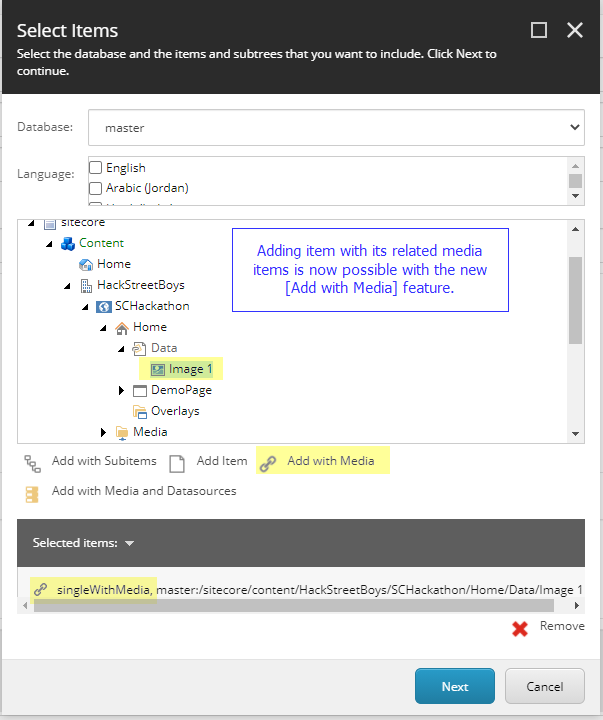 Select Items
Select the database and the items and subtrees that you want to include. Click Next to
continue.
Database:
master
Language:
English
Arabic (Jordan)
sitecore
Content
Home
HackStreetBoys
SCHackathon
Home
Data
Image 1
DemoPage
Overlays
Media
Adding item with its related media
items is now possible with the new
[Add with Media] feature.
Add with Subitems
Add Item
Add with Media
Add with Media and Datasources
Selected items:
singleWithMedia, master:/sitecore/content/HackStreetBoys/SCHackathon/Home/Data/Image 1
Remove
Next
Cancel